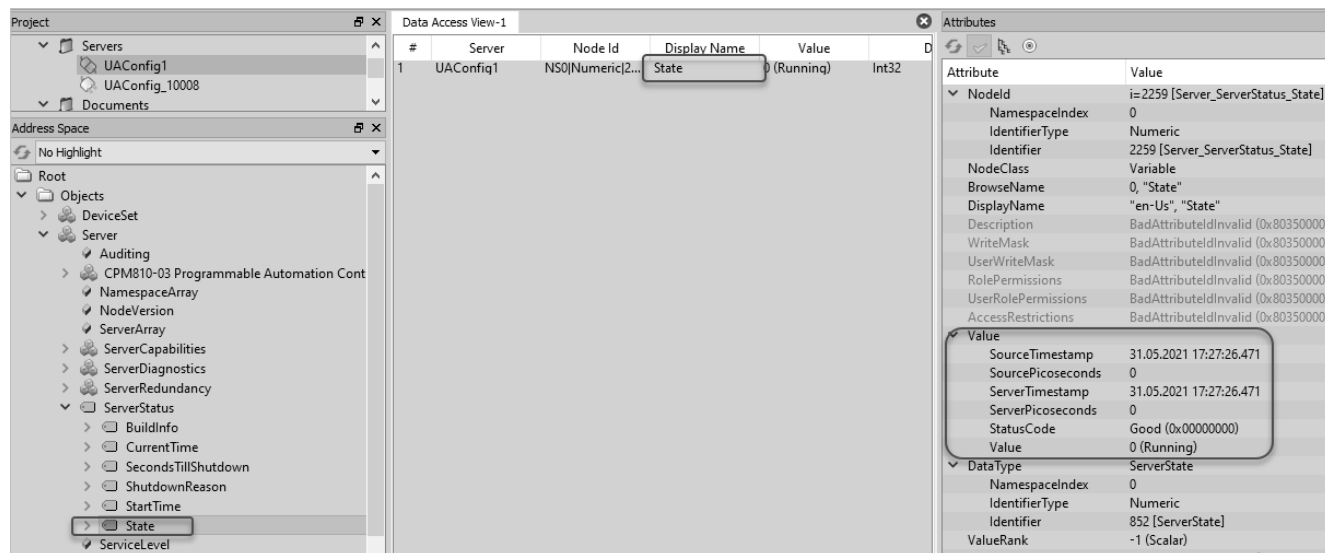 Project
Servers
UAConfig1
UAConfig_10008
Documents
Address Space
No Highlight
Root
Objects
DeviceSet
Server
Auditing
CPM810-03 Programmable Automation Cont
NamespaceArray
NodeVersion
ServerArray
ServerCapabilities
ServerDiagnostics
ServerRedundancy
ServerStatus
BuildInfo
CurrentTime
SecondsTillShutdown
ShutdownReason
StartTime
State
ServiceLevel
Data Access View-1
# Server Node Id Display Name Value D
1 UAConfig1 NS0|Numeric|2... State 0 (Running) Int32
Attributes
Attribute Value
NodeId i=2259 [Server_ServerStatus_State]
NamespaceIndex 0
IdentifierType Numeric
Identifier 2259 [Server_ServerStatus_State]
NodeClass Variable
BrowseName 0, "State"
DisplayName "en-Us", "State"
Description BadAttributeIdInvalid (0x80350000
WriteMask BadAttributeIdInvalid (0x80350000
UserWriteMask BadAttributeIdInvalid (0x80350000
RolePermissions BadAttributeIdInvalid (0x80350000
UserRolePermissions BadAttributeIdInvalid (0x80350000
AccessRestrictions BadAttributeIdInvalid (0x80350000
Value
SourceTimestamp 31.05.2021 17:27:26.471
SourcePicoseconds 0
ServerTimestamp 31.05.2021 17:27:26.471
ServerPicoseconds 0
StatusCode Good (0x00000000)
Value 0 (Running)
DataType ServerState
NamespaceIndex 0
IdentifierType Numeric
Identifier 852 [ServerState]
ValueRank -1 (Scalar)